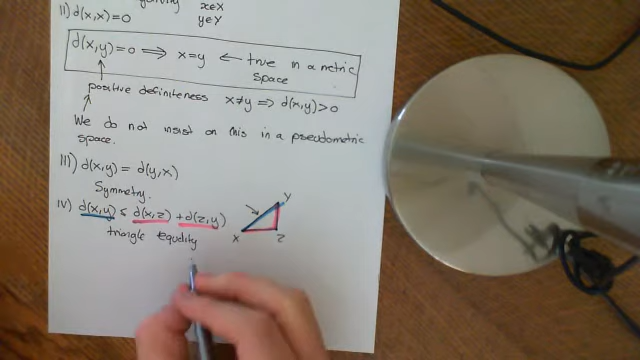 x∈X
II) d(x,x)=0 y∈Y
d(x,y)=0 ⟹ x=y ← true in a metric
space
positive definiteness x≠y ⟹ d(x,y)>0
We do not insist on this in a pseudometric
space.
III) d(x,y) = d(y,x)
Symmetry.
IV) d(x,y) ≤ d(x,z) + d(z,y)
triangle equality
y
x z